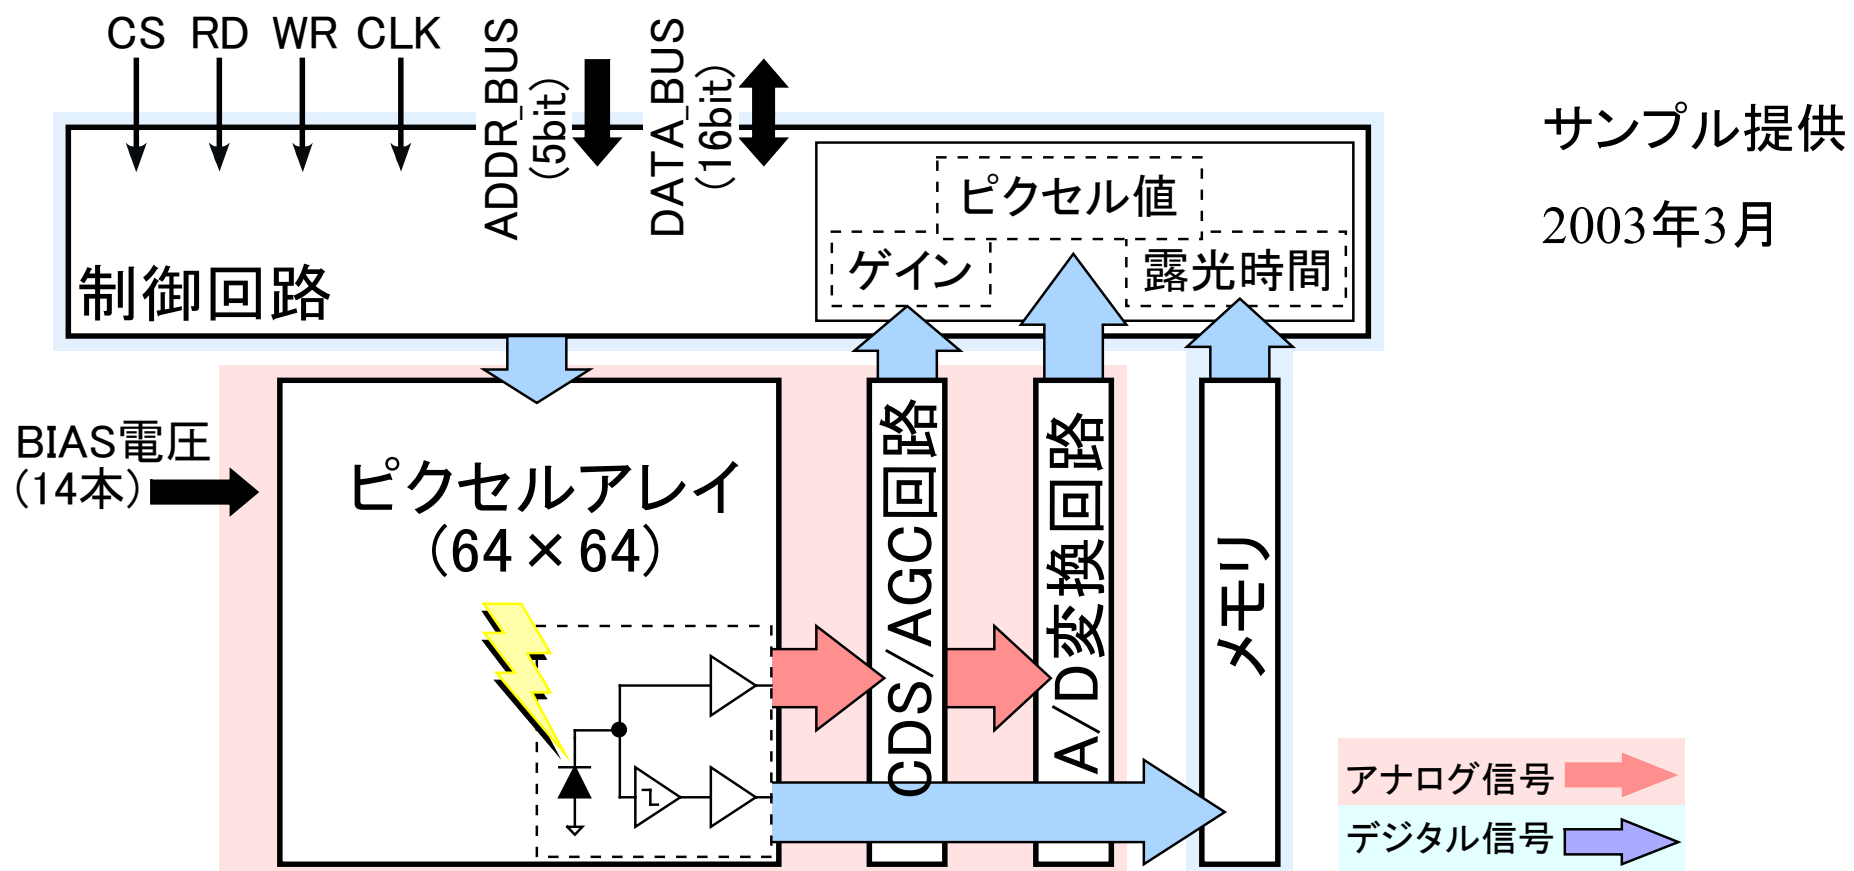 CS RD WR CLK
ADDR_BUS
(5bit)
DATA_BUS
(16bit)
サンプル提供
2003年3月
ピクセル値
ゲイン
露光時間
制御回路
BIAS電圧
(14本)
ピクセルアレイ
(64×64)
CDS/AGC回路
A/D変換回路
メモリ
アナログ信号
デジタル信号